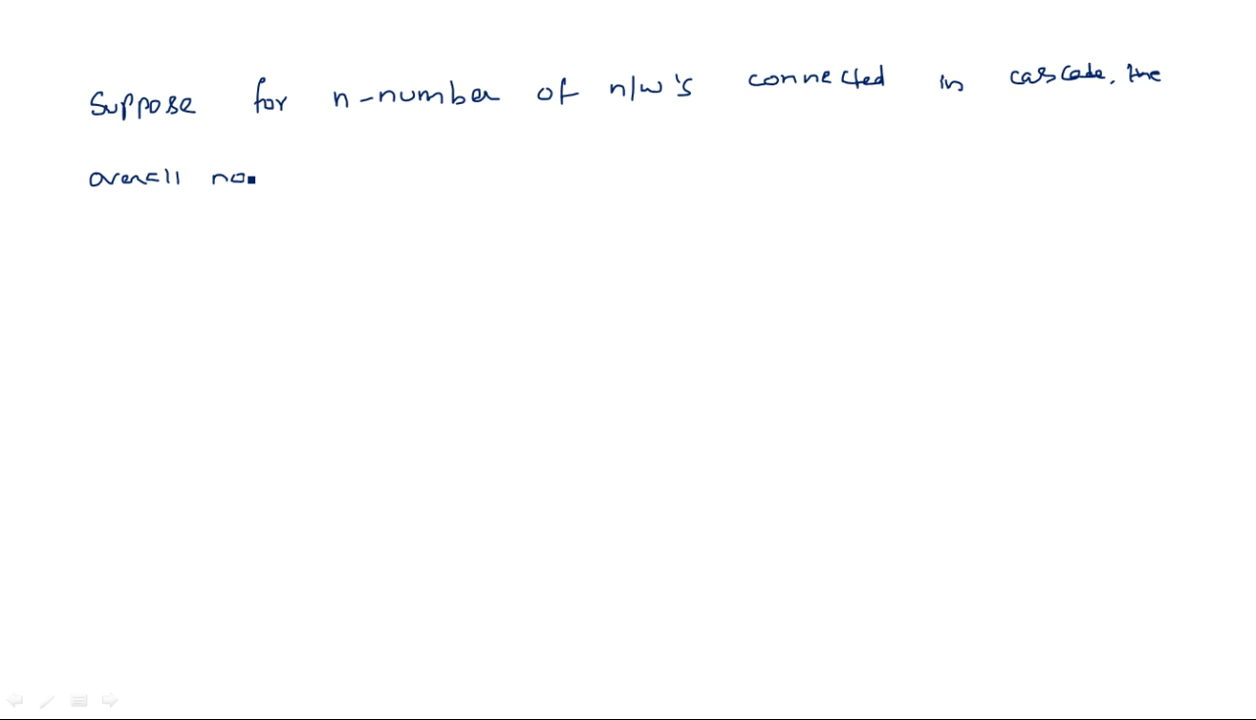 Suppose for n-number of n/w's connected in cascade, the
overall no